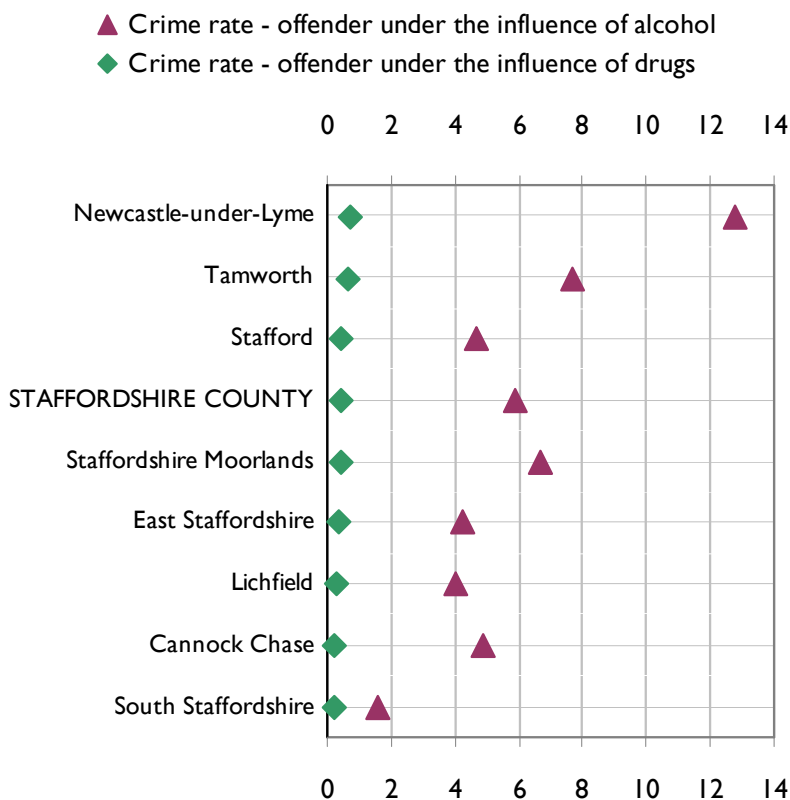 Crime rate - offender under the influence of alcohol
Crime rate - offender under the influence of drugs
0 2 4 6 8 10 12 14
Newcastle-under-Lyme
Tamworth
Stafford
STAFFORDSHIRE COUNTY
Staffordshire Moorlands
East Staffordshire
Lichfield
Cannock Chase
South Staffordshire
0 2 4 6 8 10 12 14